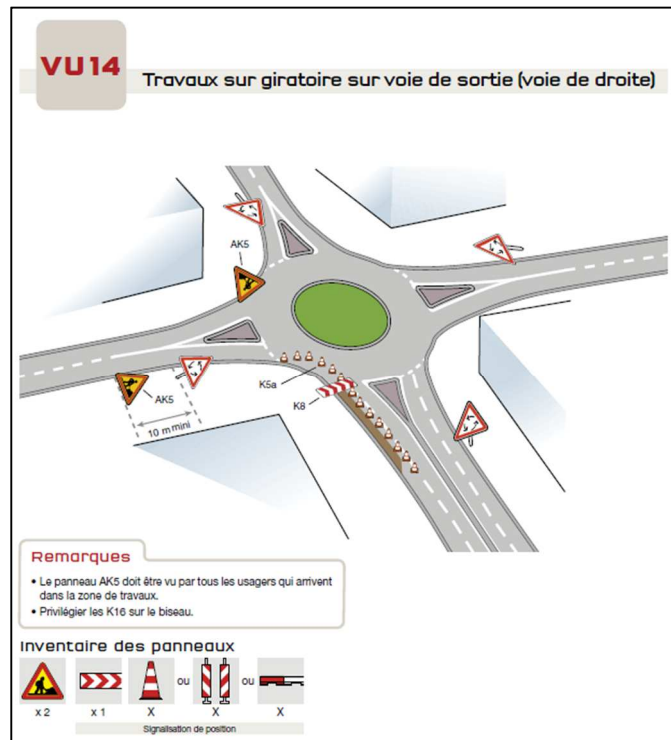 VU14
Travaux sur giratoire sur voie de sortie (voie de droite)
AK5
K5a
K8
AK5
10 m mini
Remarques
• Le panneau AK5 doit être vu par tous les usagers qui arrivent
dans la zone de travaux.
• Privilégier les K16 sur le biseau.
Inventaire des panneaux
ou
ou
x 2
x 1
X
X
X
Signalisation de position